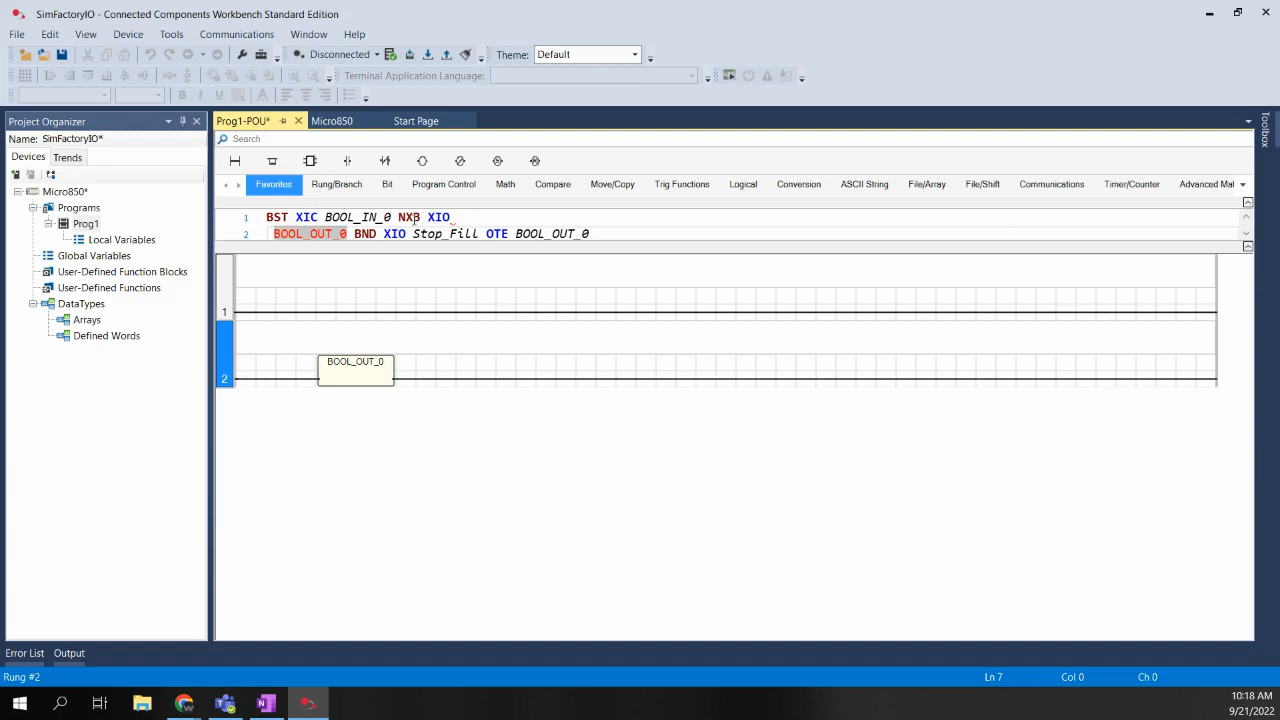 SimFactoryIO - Connected Components Workbench Standard Edition
File Edit View Device Tools Communications Window Help
Disconnected Theme: Default
Terminal Application Language:
Project Organizer
Name: SimFactoryIO*
Devices Trends
Micro850*
Programs
Prog1
Local Variables
Global Variables
User-Defined Function Blocks
User-Defined Functions
DataTypes
Arrays
Defined Words
Prog1-POU* Micro850 Start Page
Search
Favorites Rung/Branch Bit Program Control Math Compare Move/Copy Trig Functions Logical Conversion ASCII String File/Array File/Shift Communications Timer/Counter Advanced Mat
1 BST XIC BOOL_IN_0 NXB XIO
2 BOOL_OUT_0 BND XIO Stop_Fill OTE BOOL_OUT_0
1
BOOL_OUT_0
2
Toolbox
Error List Output
Rung #2 Ln 7 Col 0 Ch 0
10:18 AM
9/21/2022